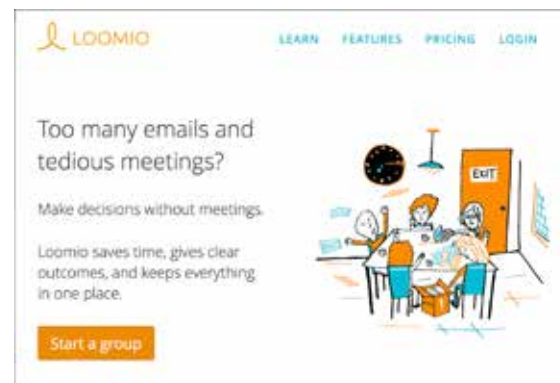 LOOMIO
LEARN FEATURES PRICING LOGIN
Too many emails and
tedious meetings?
Make decisions without meetings.
Loomio saves time, gives clear
outcomes, and keeps everything
in one place.
EXIT
Start a group